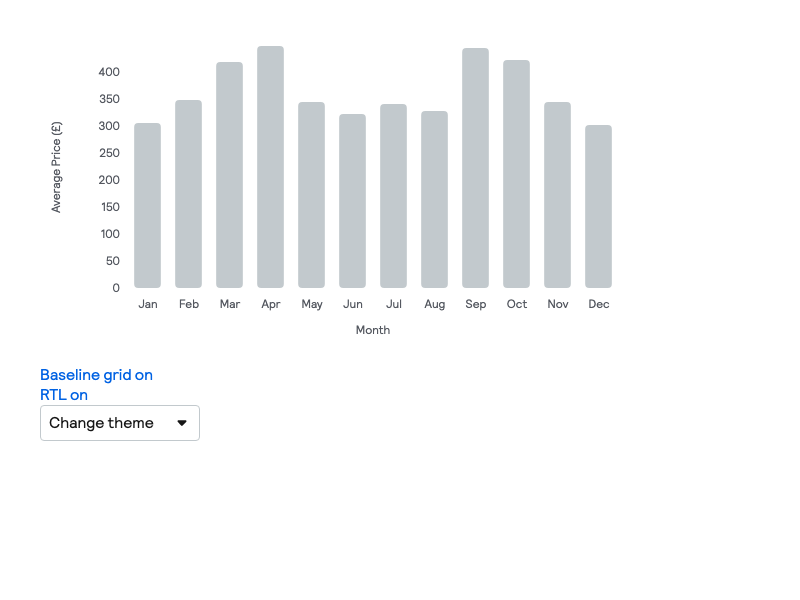 400
350
300
250
200
150
100
50
0
Average Price (£)
Jan Feb Mar Apr May Jun Jul Aug Sep Oct Nov Dec
Month
Baseline grid on
RTL on
Change theme